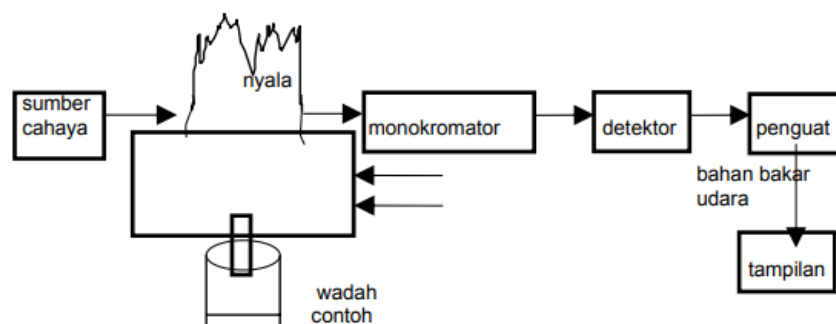 nyala
sumber
cahaya
monokromator
detektor
penguat
bahan bakar
udara
tampilan
wadah
contoh